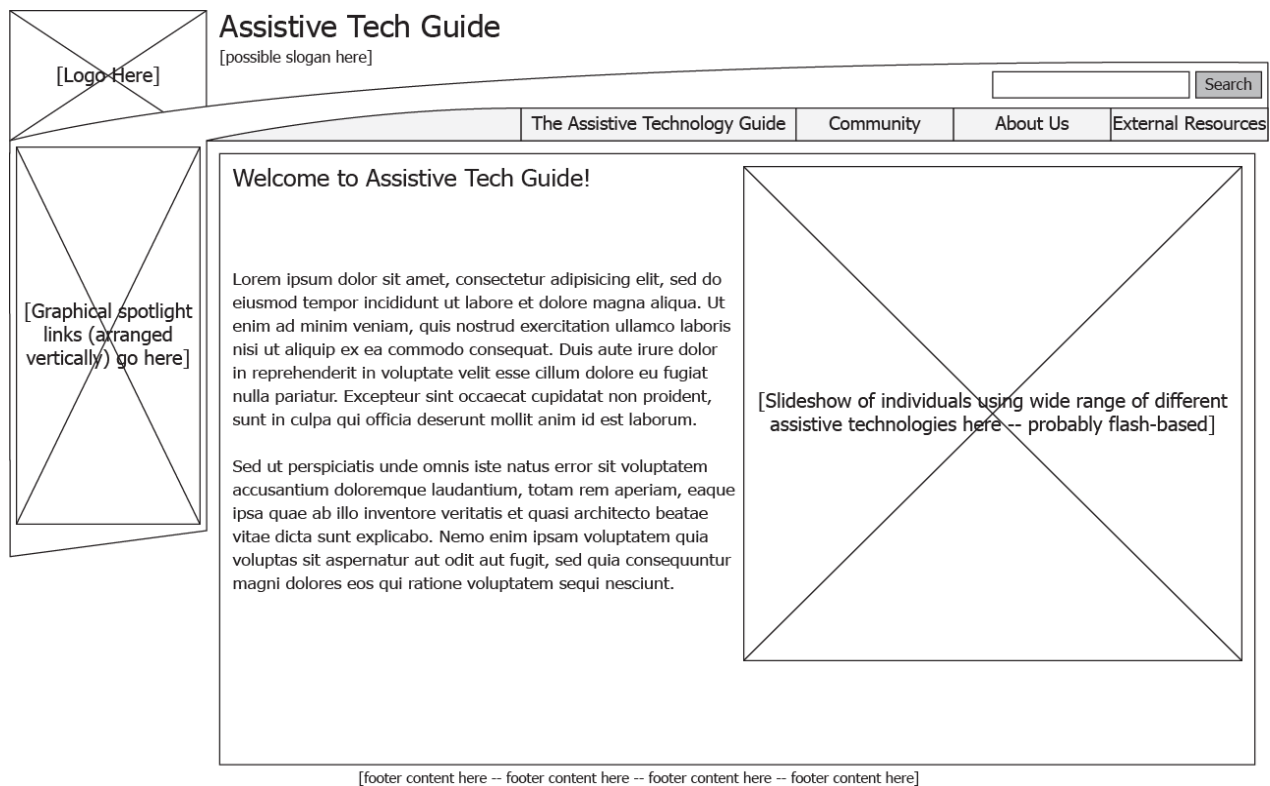 Assistive Tech Guide
[possible slogan here]
[Logo Here]
Search
The Assistive Technology Guide
Community
About Us
External Resources
[Graphical spotlight
links (arranged
vertically) go here]
Welcome to Assistive Tech Guide!
Lorem ipsum dolor sit amet, consectetur adipisicing elit, sed do
eiusmod tempor incididunt ut labore et dolore magna aliqua. Ut
enim ad minim veniam, quis nostrud exercitation ullamco laboris
nisi ut aliquip ex ea commodo consequat. Duis aute irure dolor
in reprehenderit in voluptate velit esse cillum dolore eu fugiat
nulla pariatur. Excepteur sint occaecat cupidatat non proident,
sunt in culpa qui officia deserunt mollit anim id est laborum.
Sed ut perspiciatis unde omnis iste natus error sit voluptatem
accusantium doloremque laudantium, totam rem aperiam, eaque
ipsa quae ab illo inventore veritatis et quasi architecto beatae
vitae dicta sunt explicabo. Nemo enim ipsam voluptatem quia
voluptas sit aspernatur aut odit aut fugit, sed quia consequuntur
magni dolores eos qui ratione voluptatem sequi nesciunt.
[Slideshow of individuals using wide range of different
assistive technologies here -- probably flash-based]
[footer content here -- footer content here -- footer content here -- footer content here]